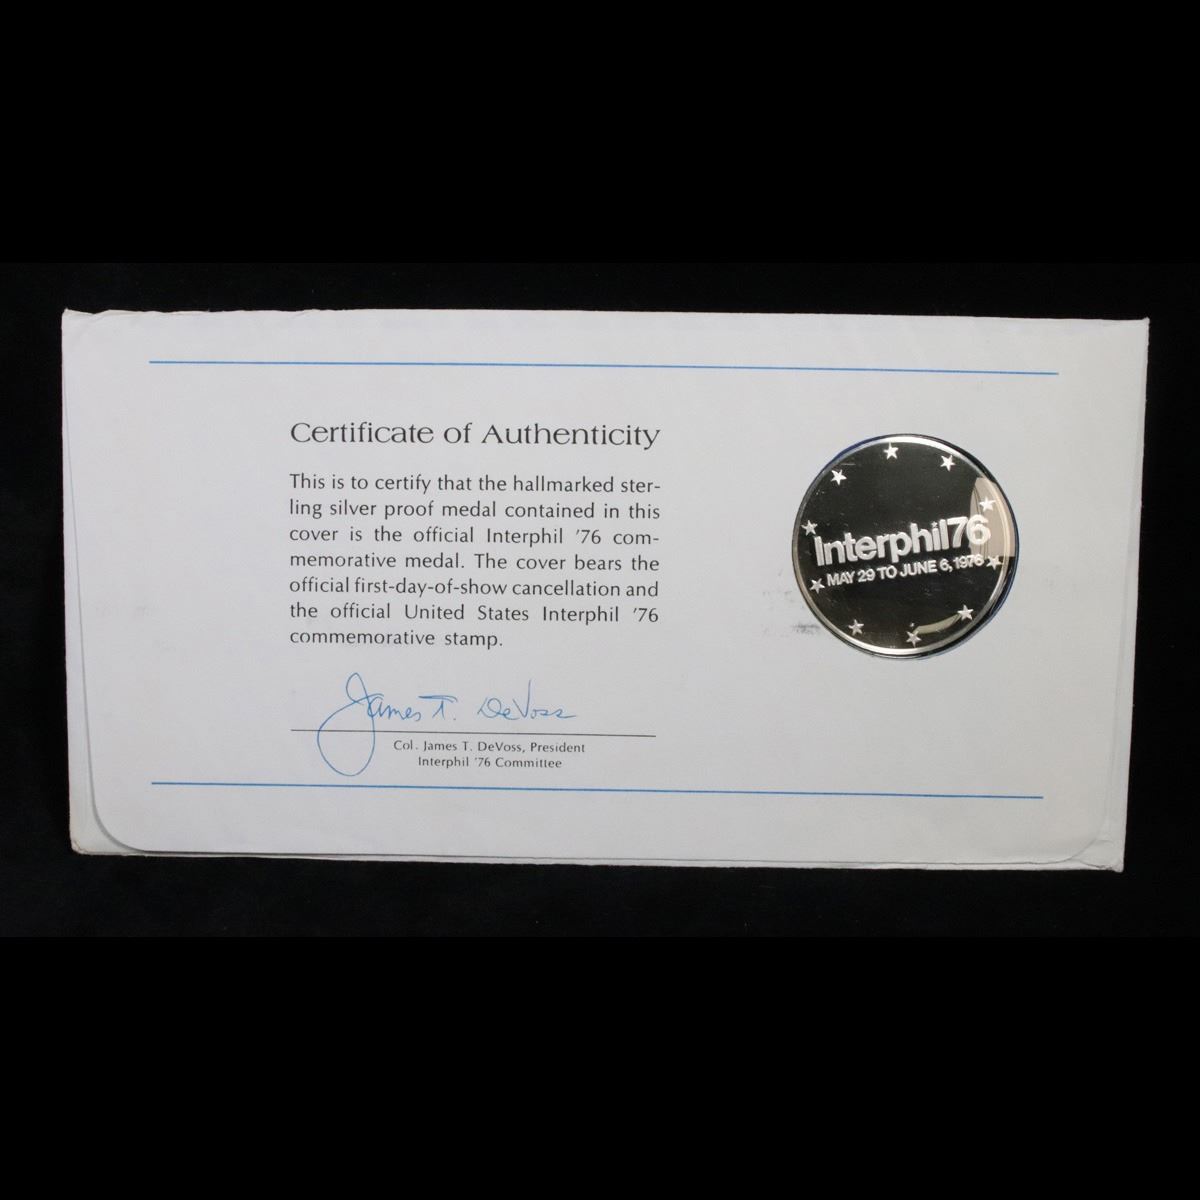 Certificate of Authenticity
This is to certify that the hallmarked ster-
ling silver proof medal contained in this
cover is the official Interphil '76 com-
memorative medal. The cover bears the
official first-day-of-show cancellation and
the official United States Interphil '76
commemorative stamp.
James T. DeVoss
Col. James T. DeVoss, President
Interphil '76 Committee
Interphil76
MAY 29 TO JUNE 6, 1976